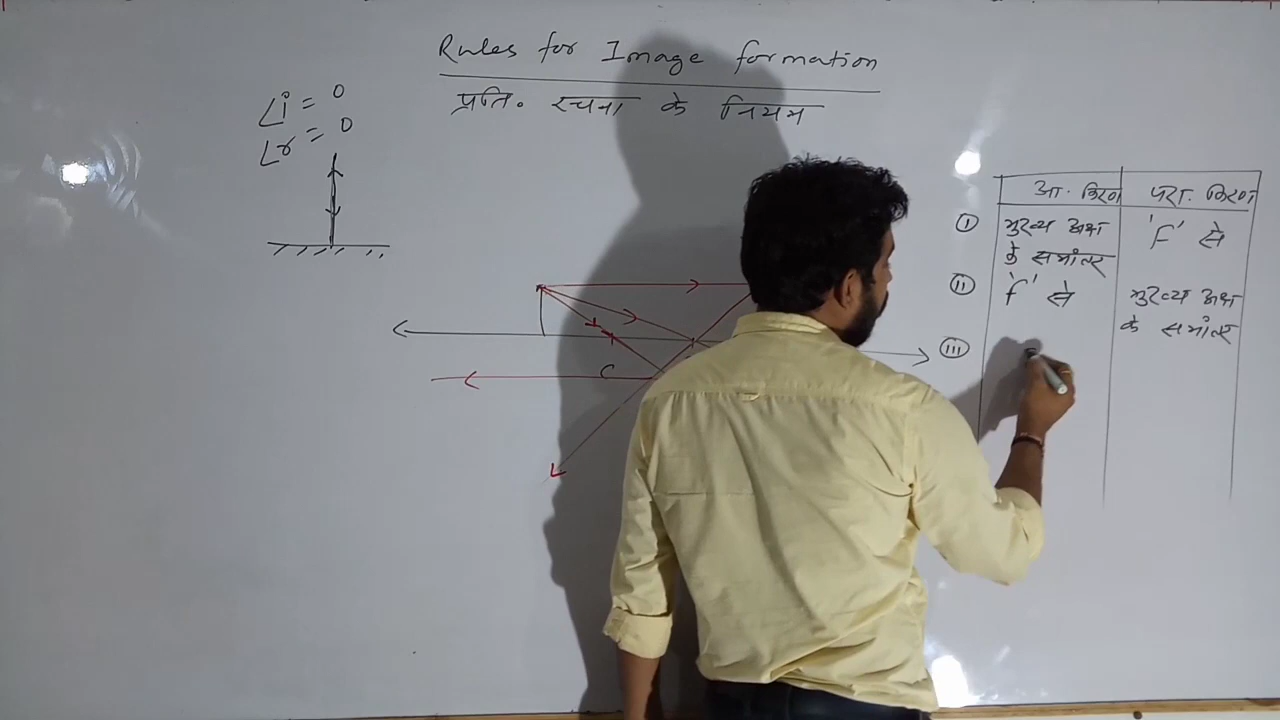 Rules for Image formation
प्रति. रचना के नियम
∠i = 0
∠r = 0
आ. किरण परा. किरण
(i) मुख्य अक्ष के समांतर 'F' से
(ii) 'f' से मुख्य अक्ष के समांतर
(iii)
C